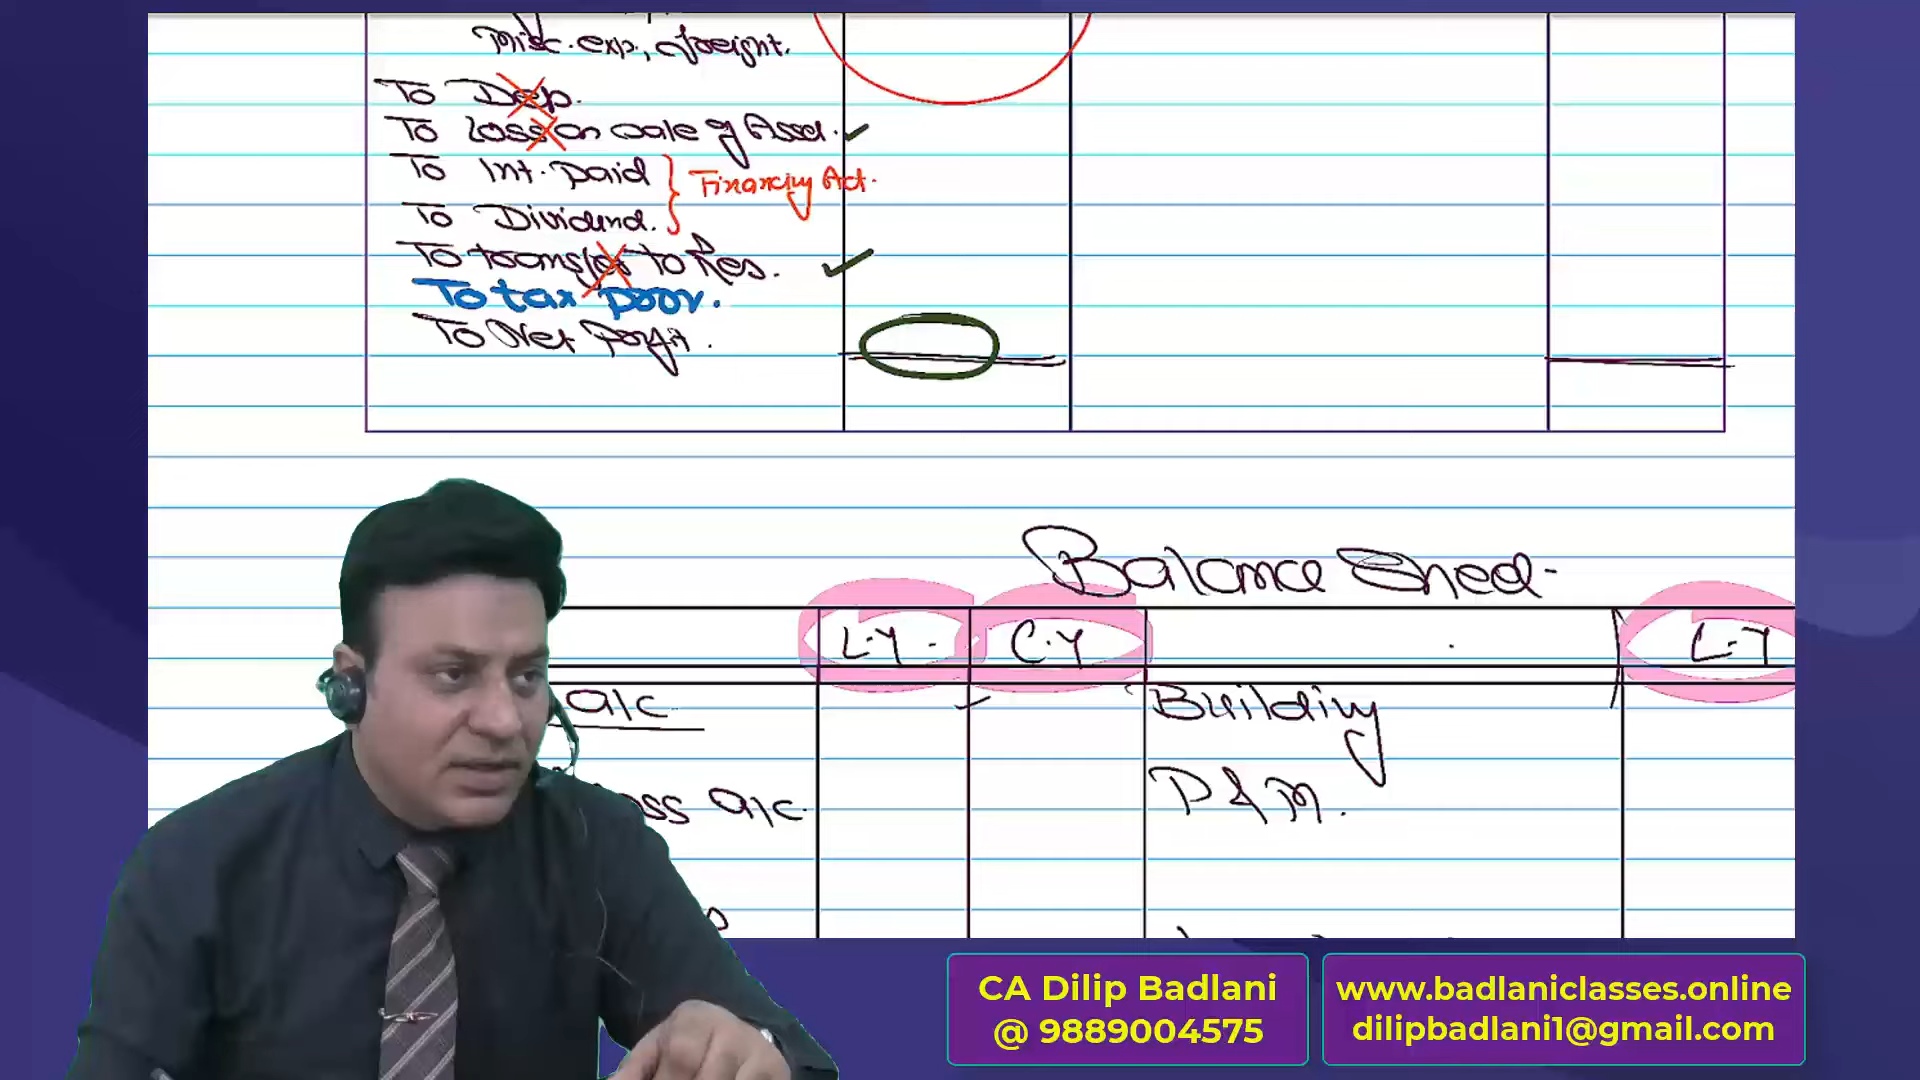 Misc. exp., freight.
To Dep.
To Loss on sale of Asset.
To Int. paid
To Dividend.
Financing Act.
To transfer to Res.
To tax Prov.
To Net Profit.
Balance Sheet
L.Y. C.Y L.Y
a/c Building
oss a/c P&M.
CA Dilip Badlani
@ 9889004575
www.badlaniclasses.online
dilipbadlani1@gmail.com